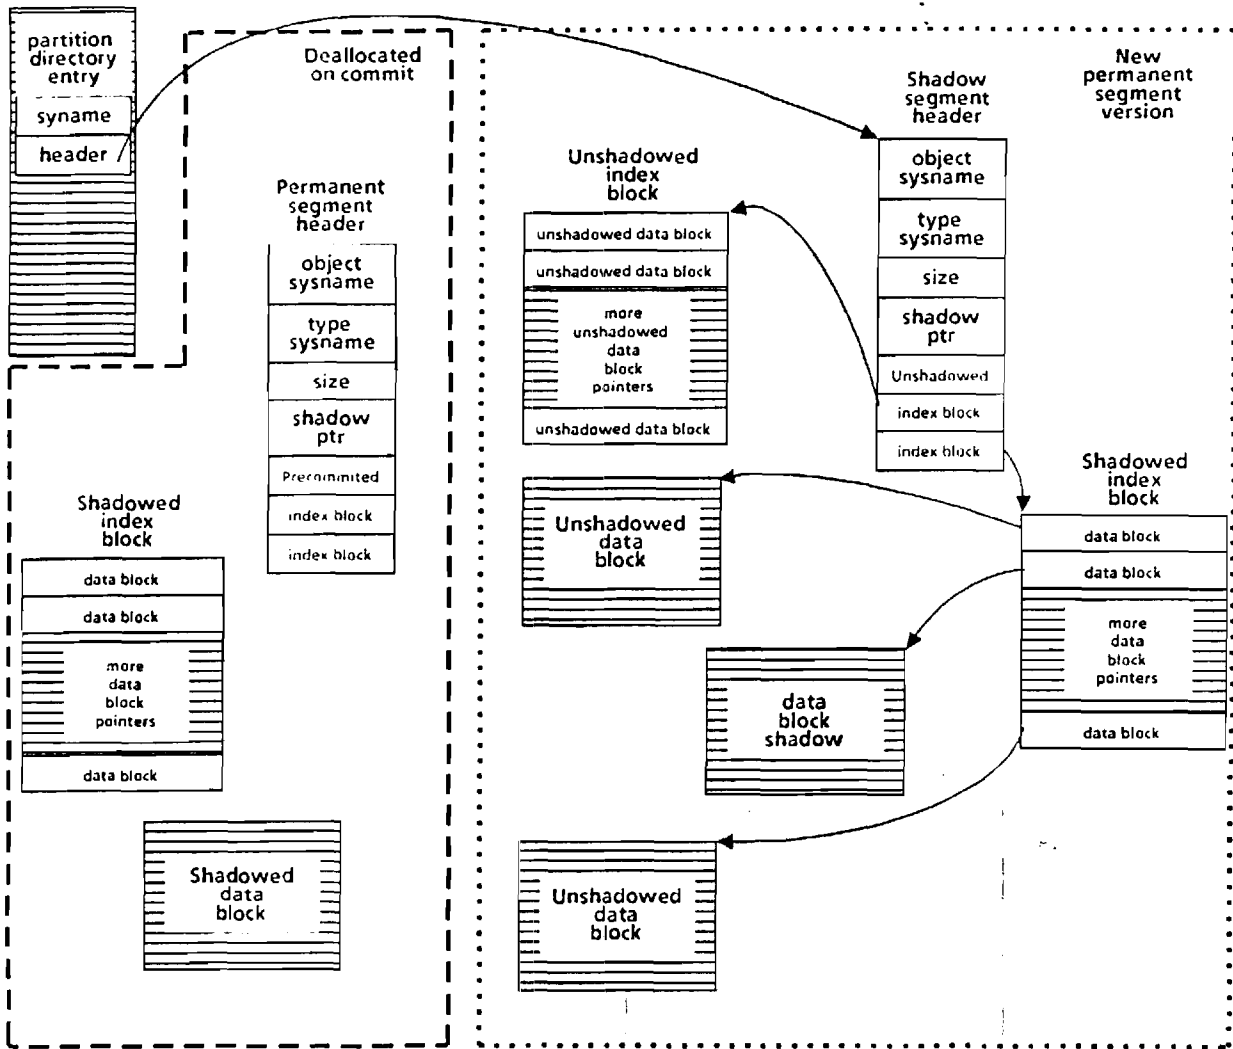 partition
directory
entry
syname
header
Deallocated
on commit
Permanent
segment
header
object
sysname
type
sysname
size
shadow
ptr
Precommited
index block
index block
Shadowed
index
block
data block
data block
more
data
block
pointers
data block
Shadowed
data
block
New
permanent
segment
version
Shadow
segment
header
object
sysname
type
sysname
size
shadow
ptr
Unshadowed
index block
index block
Unshadowed
index
block
unshadowed data block
unshadowed data block
more
unshadowed
data
block
pointers
unshadowed data block
Shadowed
index
block
data block
data block
more
data
block
pointers
data block
Unshadowed
data
block
data
block
shadow
Unshadowed
data
block